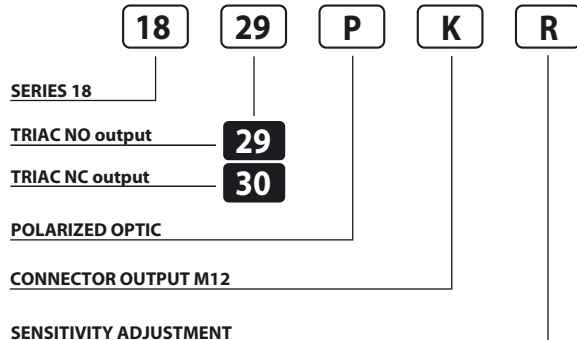 18 29 P K R
SERIES 18
TRIAC NO output 29
TRIAC NC output 30
POLARIZED OPTIC
CONNECTOR OUTPUT M12
SENSITIVITY ADJUSTMENT